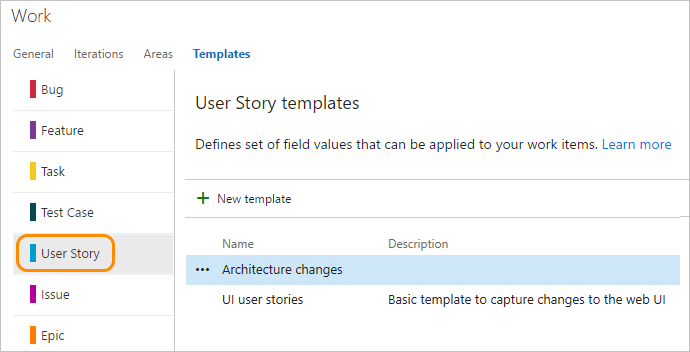 Work
General Iterations Areas Templates
Bug
Feature
Task
Test Case
User Story
Issue
Epic
User Story templates
Defines set of field values that can be applied to your work items. Learn more
+ New template
Name Description
••• Architecture changes
UI user stories Basic template to capture changes to the web UI